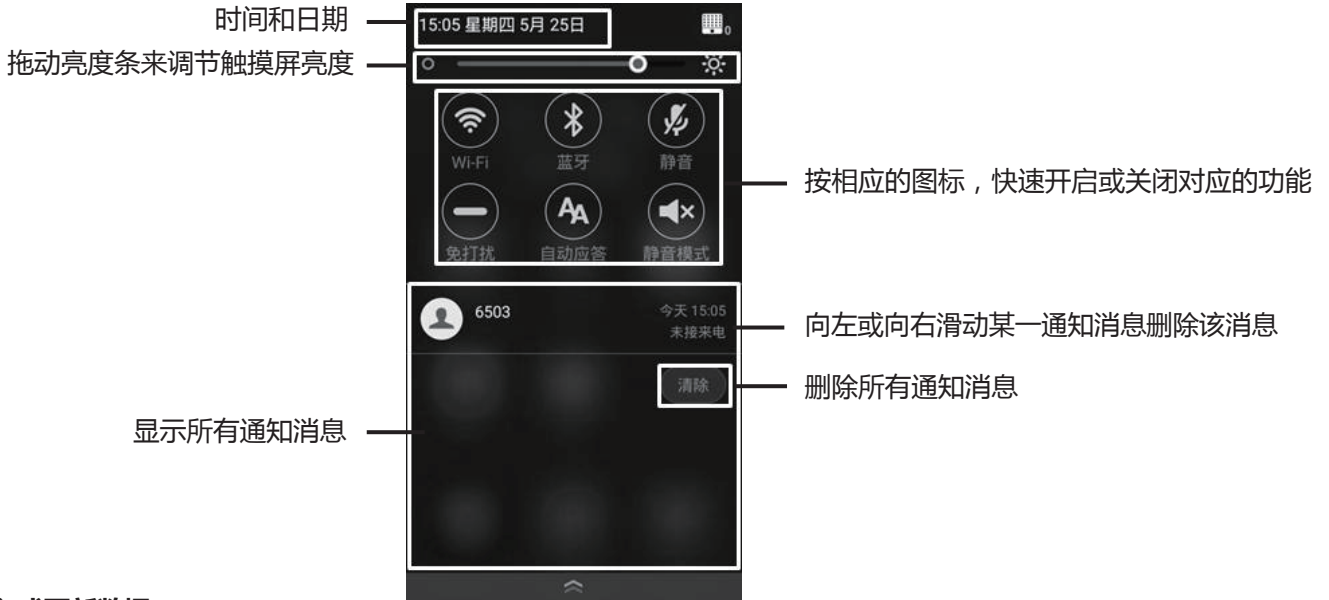 时间和日期
15:05 星期四 5月 25日
0
拖动亮度条来调节触摸屏亮度
Wi-Fi
蓝牙
静音
按相应的图标，快速开启或关闭对应的功能
免打扰
自动应答
静音模式
6503
今天 15:05
未接来电
向左或向右滑动某一通知消息删除该消息
清除
删除所有通知消息
显示所有通知消息